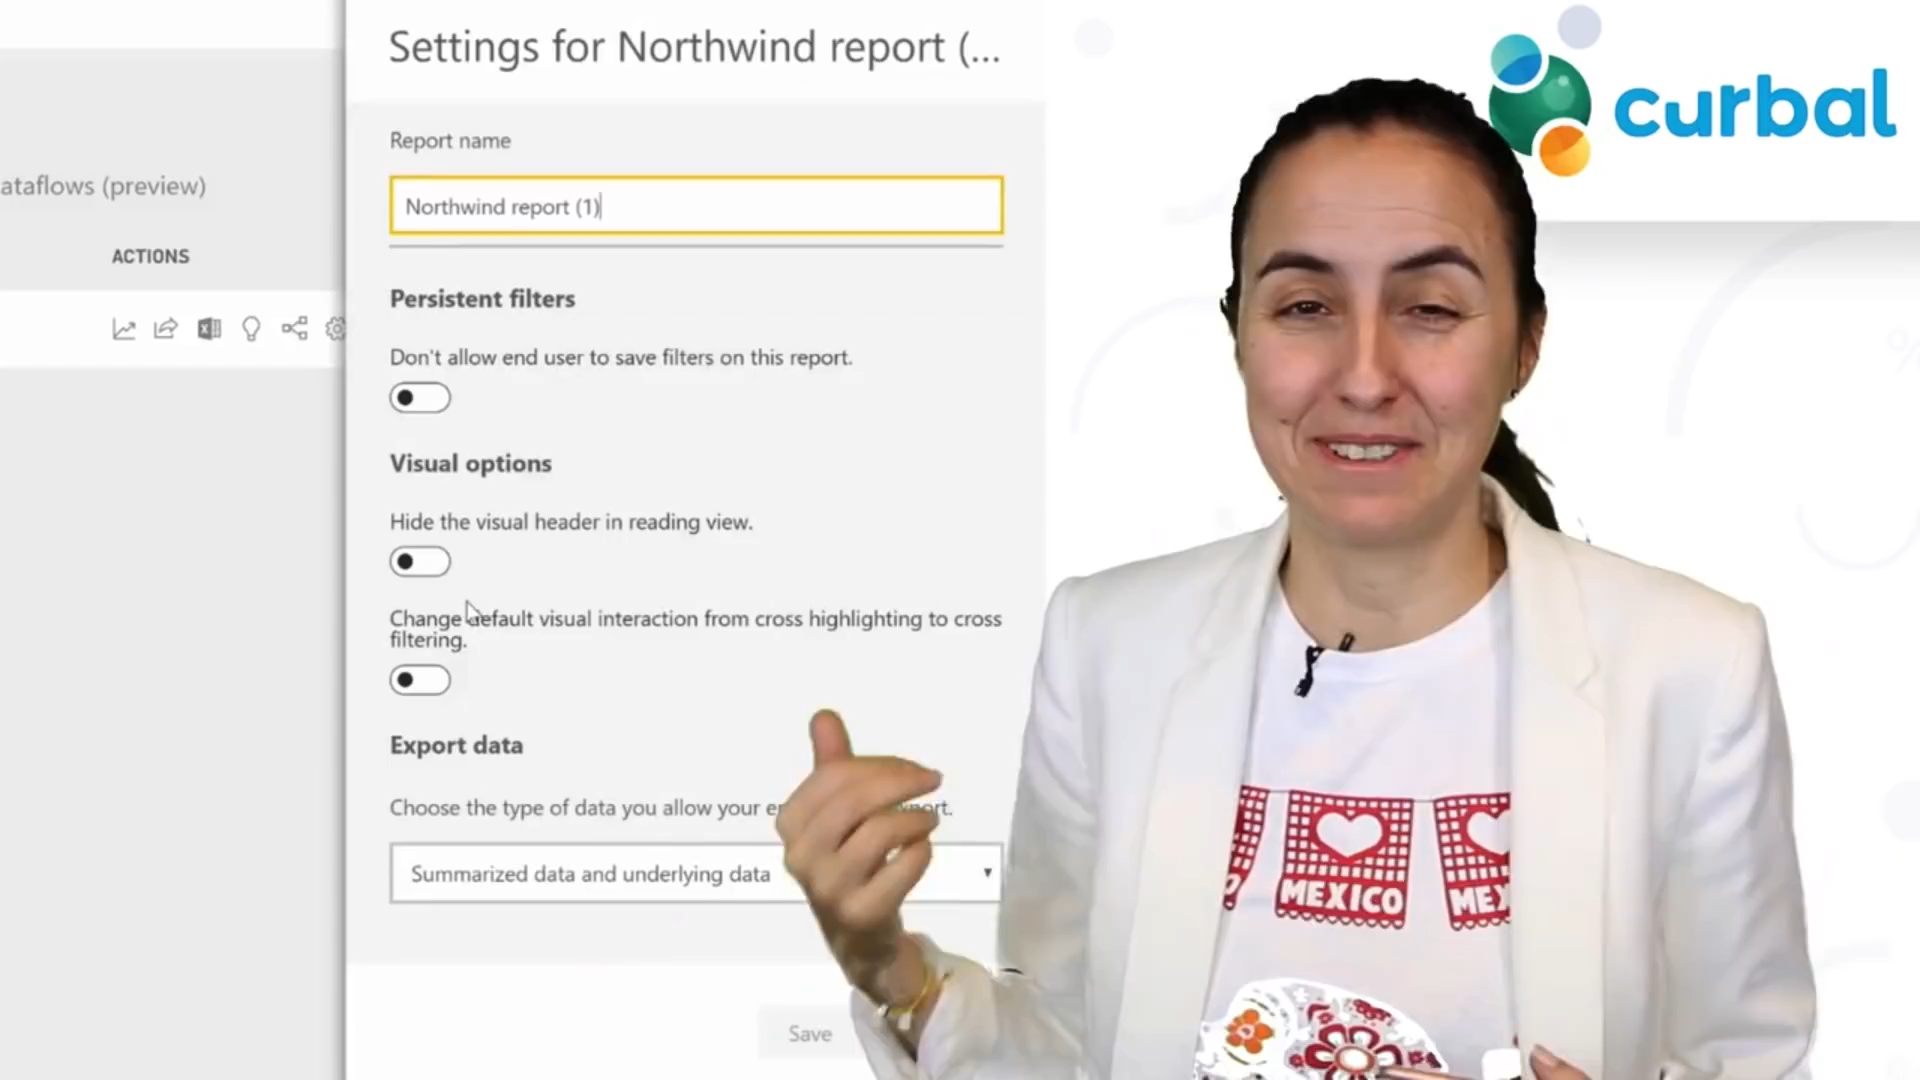 Settings for Northwind report (...
curbal
Report name
ataflows (preview)
Northwind report (1)
ACTIONS
Persistent filters
Don't allow end user to save filters on this report.
Visual options
Hide the visual header in reading view.
Change default visual interaction from cross highlighting to cross
filtering.
Export data
Choose the type of data you allow your
Summarized data and underlying data
MEXICO
MEX
Save